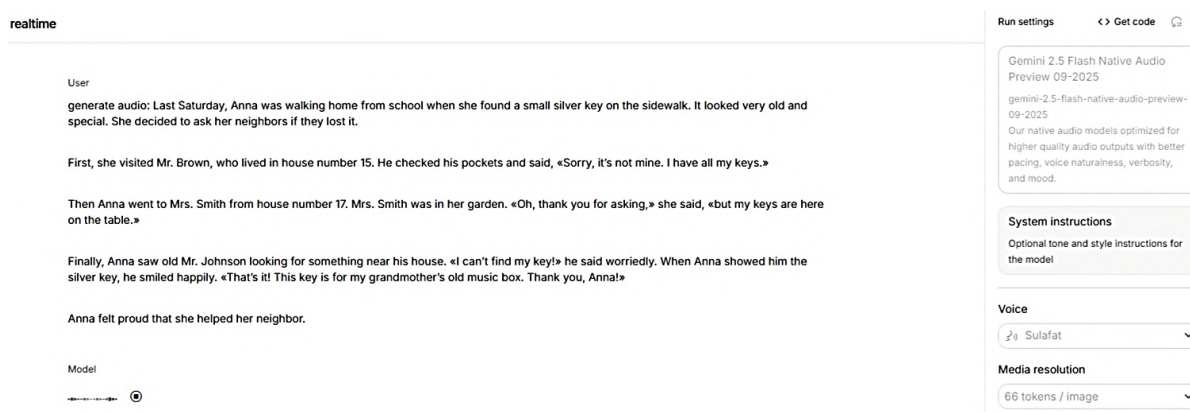 realtime
User
generate audio: Last Saturday, Anna was walking home from school when she found a small silver key on the sidewalk. It looked very old and
special. She decided to ask her neighbors if they lost it.
First, she visited Mr. Brown, who lived in house number 15. He checked his pockets and said, «Sorry, it's not mine. I have all my keys.»
Then Anna went to Mrs. Smith from house number 17. Mrs. Smith was in her garden. «Oh, thank you for asking,» she said, «but my keys are here
on the table.»
Finally, Anna saw old Mr. Johnson looking for something near his house. «I can't find my key!» he said worriedly. When Anna showed him the
silver key, he smiled happily. «That's it! This key is for my grandmother's old music box. Thank you, Anna!»
Anna felt proud that she helped her neighbor.
Model
Run settings
<> Get code
Gemini 2.5 Flash Native Audio
Preview 09-2025
gemini-2.5-flash-native-audio-preview-
09-2025
Our native audio models optimized for
higher quality audio outputs with better
pacing, voice naturalness, verbosity,
and mood.
System instructions
Optional tone and style instructions for
the model
Voice
Sulafat
Media resolution
66 tokens / image